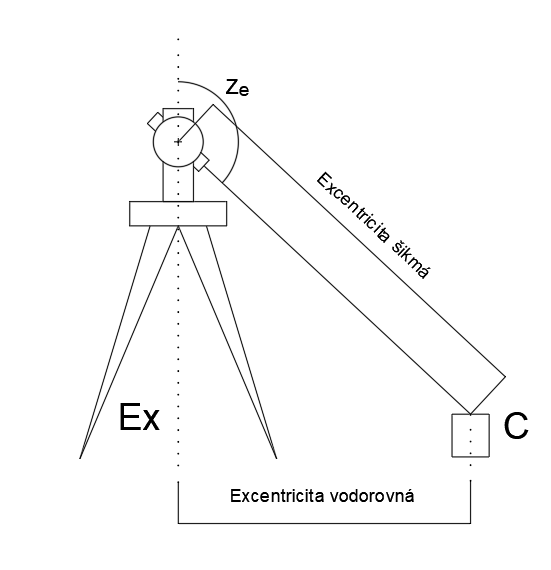 Ze
Excentricita šikmá
Ex
C
Excentricita vodorovná